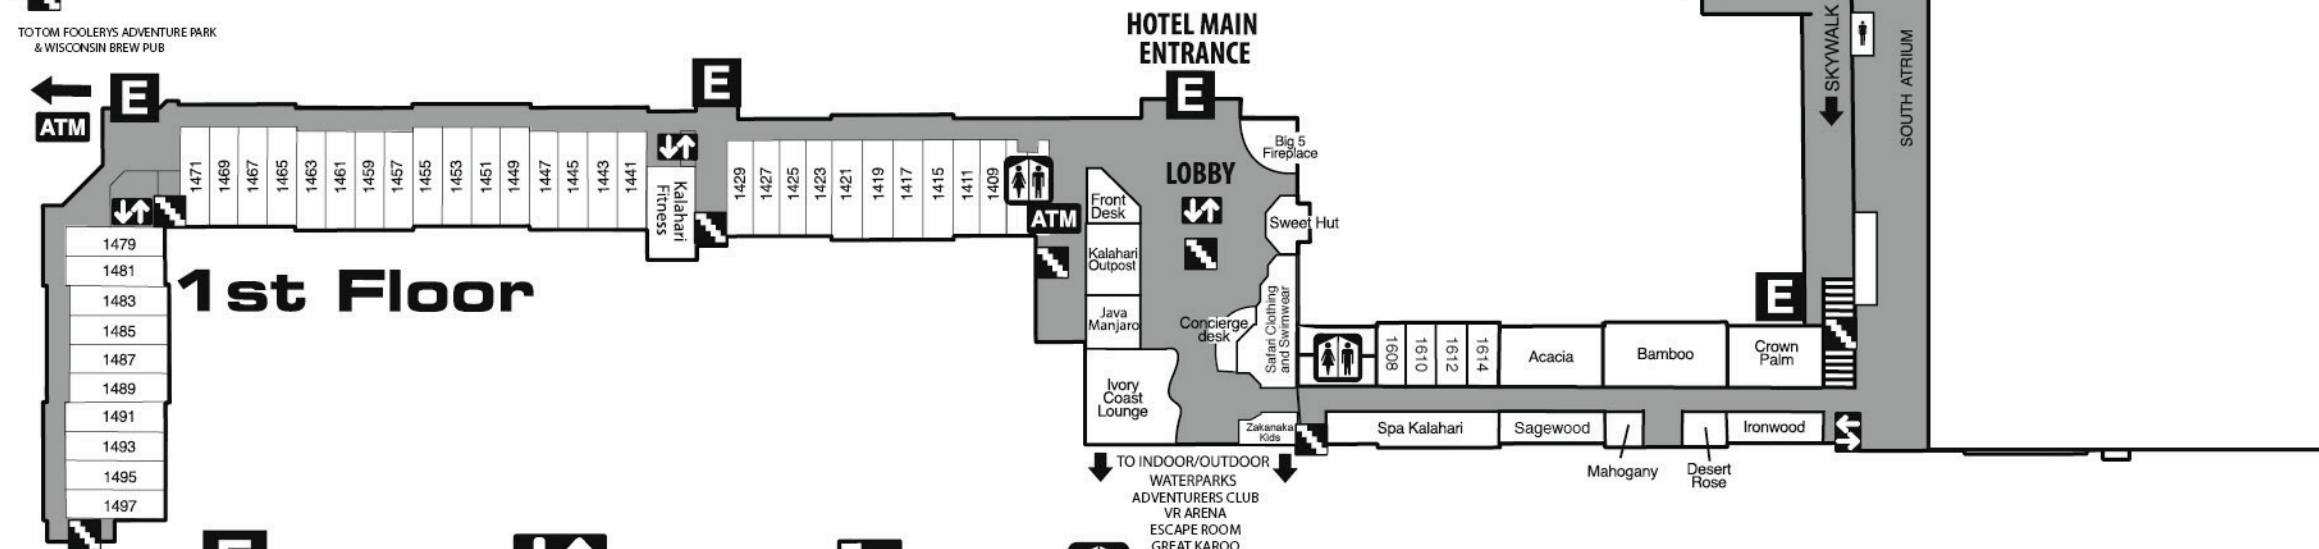 TO TOM FOOLERYS ADVENTURE PARK
& WISCONSIN BREW PUB
HOTEL MAIN
ENTRANCE
E
E
E
ATM
SKYWALK
SOUTH ATRIUM
1471
1469
1467
1465
1463
1461
1459
1457
1455
1453
1451
1449
1447
1445
1443
1441
Kalahari
Fitness
1429
1427
1425
1423
1421
1419
1417
1415
1411
1409
ATM
LOBBY
Big 5
Fireplace
Front
Desk
Sweet Hut
Kalahari
Outpost
Java
Manjaro
Concierge
desk
Safari Clothing
and Swimwear
Ivory
Coast
Lounge
Zakanaka
Kids
1479
1481
1483
1485
1487
1489
1491
1493
1495
1497
1st Floor
E
1608
1610
1612
1614
Acacia
Bamboo
Crown
Palm
Spa Kalahari
Sagewood
Mahogany
Desert
Rose
Ironwood
TO INDOOR/OUTDOOR
WATERPARKS
ADVENTURERS CLUB
VR ARENA
ESCAPE ROOM
GREAT KAROO